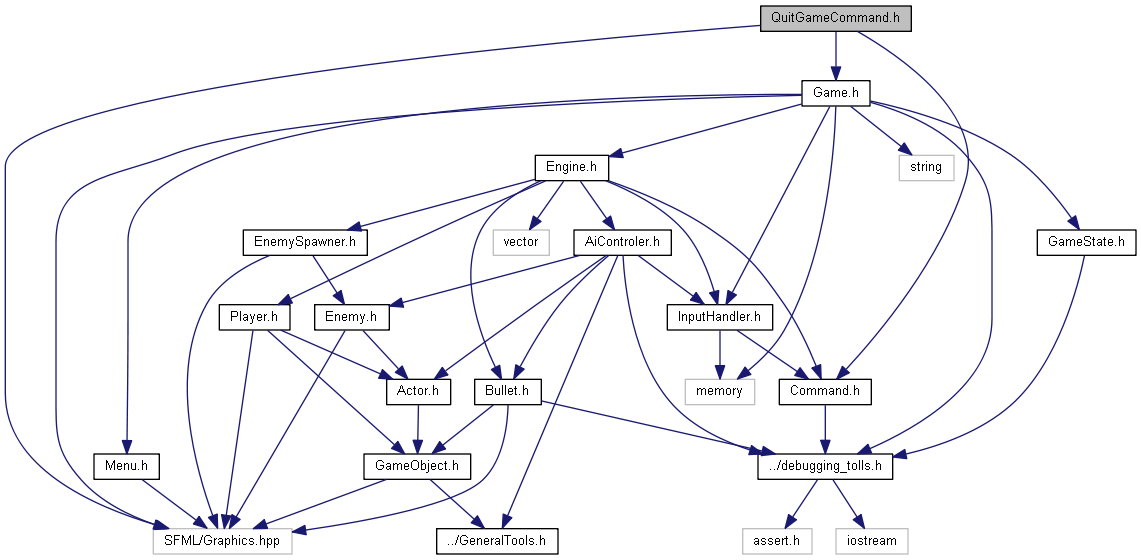 QuitGameCommand.h
Game.h
Engine.h
string
EnemySpawner.h
vector
AiControler.h
GameState.h
Player.h
Enemy.h
InputHandler.h
Actor.h
Bullet.h
memory
Command.h
Menu.h
GameObject.h
../debugging_tolls.h
SFML/Graphics.hpp
../GeneralTools.h
assert.h
iostream